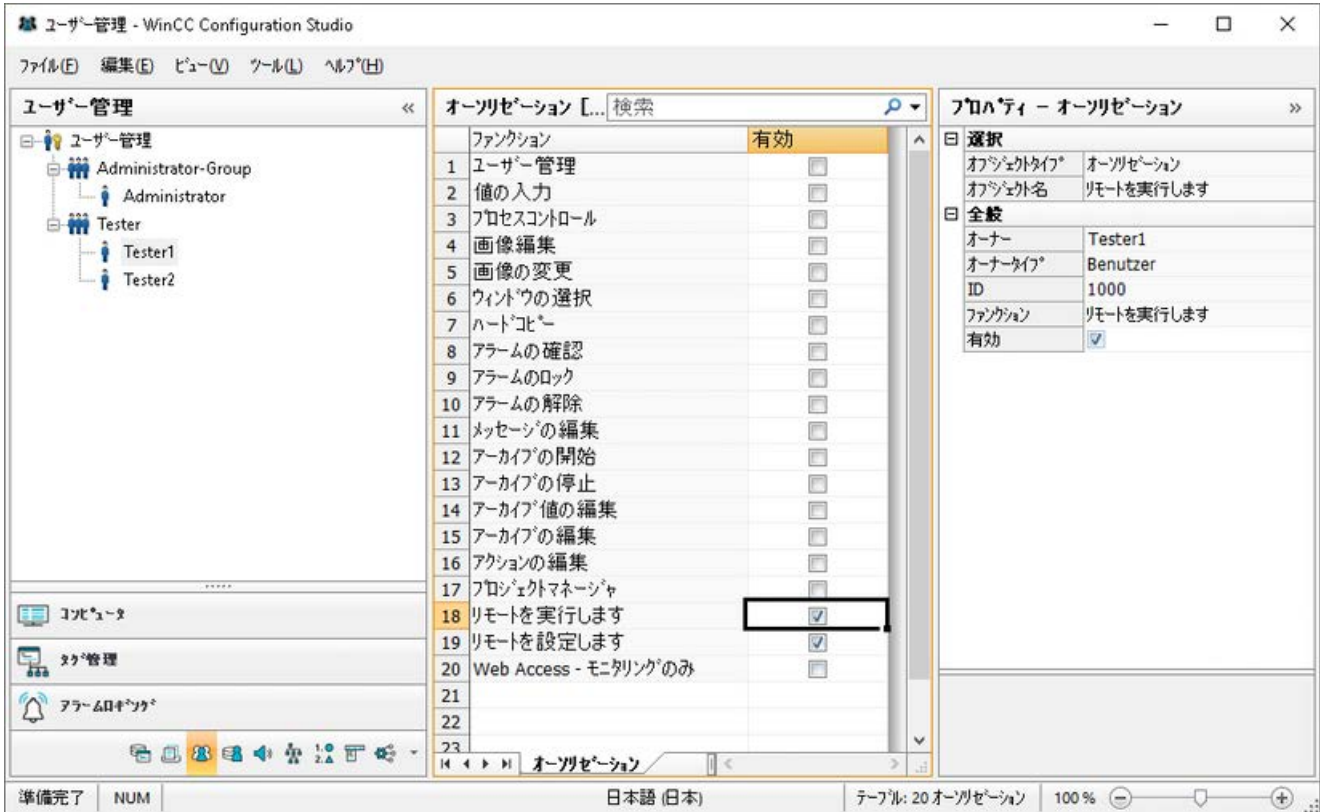 ユーザー管理 - WinCC Configuration Studio
ファイル(F) 編集(E) ビュー(V) ツール(L) ヘルプ(H)
ユーザー管理
ユーザー管理
Administrator-Group
Administrator
Tester
Tester1
Tester2
コンピュータ
タグ管理
アラームロギング
オーソリゼーション [... 検索
ファンクション 有効
1 ユーザー管理
2 値の入力
3 プロセスコントロール
4 画像編集
5 画像の変更
6 ウィンドウの選択
7 ハードコピー
8 アラームの確認
9 アラームのロック
10 アラームの解除
11 メッセージの編集
12 アーカイブの開始
13 アーカイブの停止
14 アーカイブ値の編集
15 アーカイブの編集
16 アクションの編集
17 プロジェクトマネージャ
18 リモートを実行します
19 リモートを設定します
20 Web Access - モニタリングのみ
21
22
23
オーソリゼーション
プロパティ - オーソリゼーション
選択
オブジェクトタイプ オーソリゼーション
オブジェクト名 リモートを実行します
全般
オーナー Tester1
オーナータイプ Benutzer
ID 1000
ファンクション リモートを実行します
有効
準備完了 NUM 日本語 (日本) テーブル: 20 オーソリゼーション 100 %